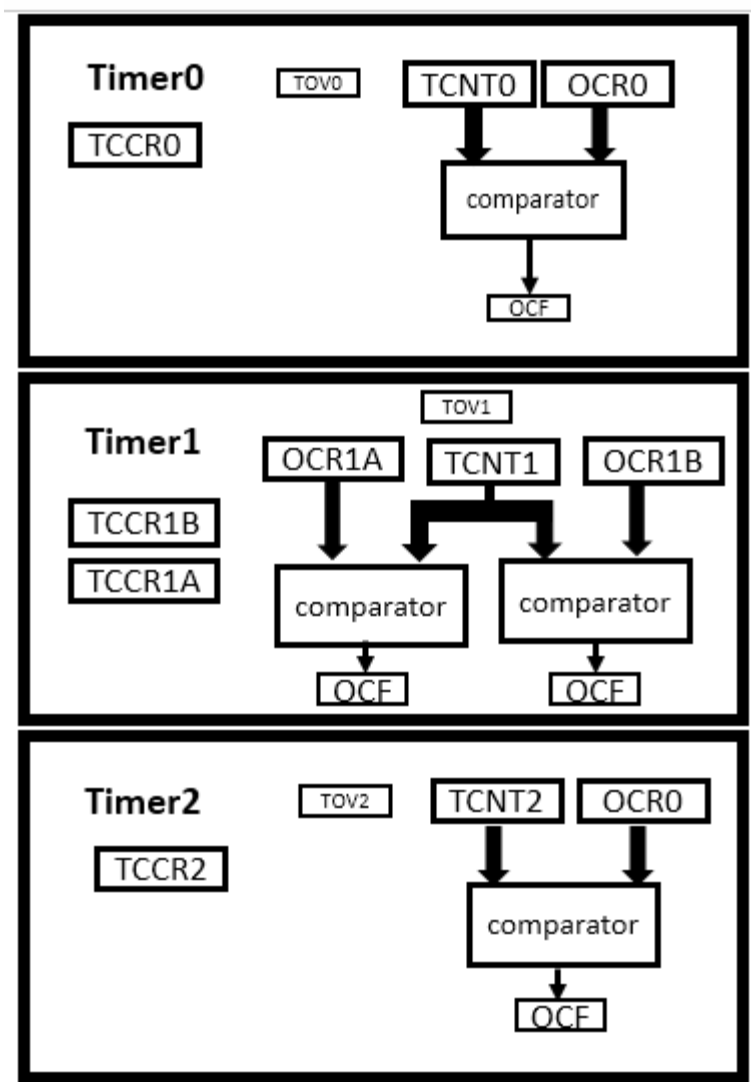 Timer0
TOV0
TCNT0
OCR0
TCCR0
comparator
OCF
Timer1
TOV1
OCR1A
TCNT1
OCR1B
TCCR1B
TCCR1A
comparator
comparator
OCF
OCF
Timer2
TOV2
TCNT2
OCR0
TCCR2
comparator
OCF